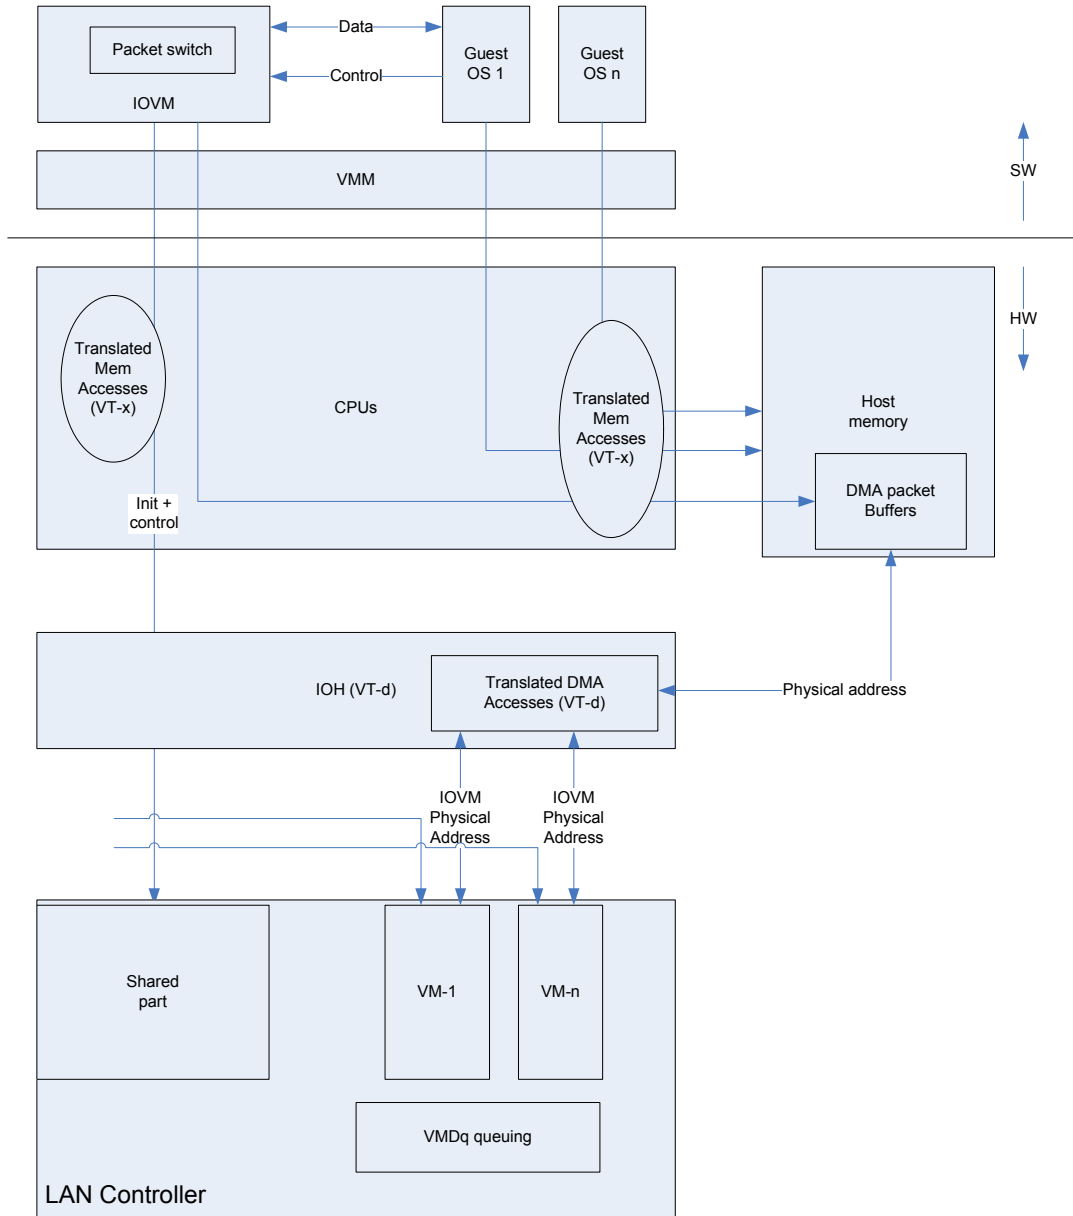 Packet switch
IOVM
Data
Control
Guest
OS 1
Guest
OS n
VMM
SW
HW
Translated
Mem
Accesses
(VT-x)
CPUs
Translated
Mem
Accesses
(VT-x)
Host
memory
DMA packet
Buffers
Init +
control
IOH (VT-d)
Translated DMA
Accesses (VT-d)
Physical address
IOVM
Physical
Address
IOVM
Physical
Address
Shared
part
VM-1
VM-n
VMDq queuing
LAN Controller